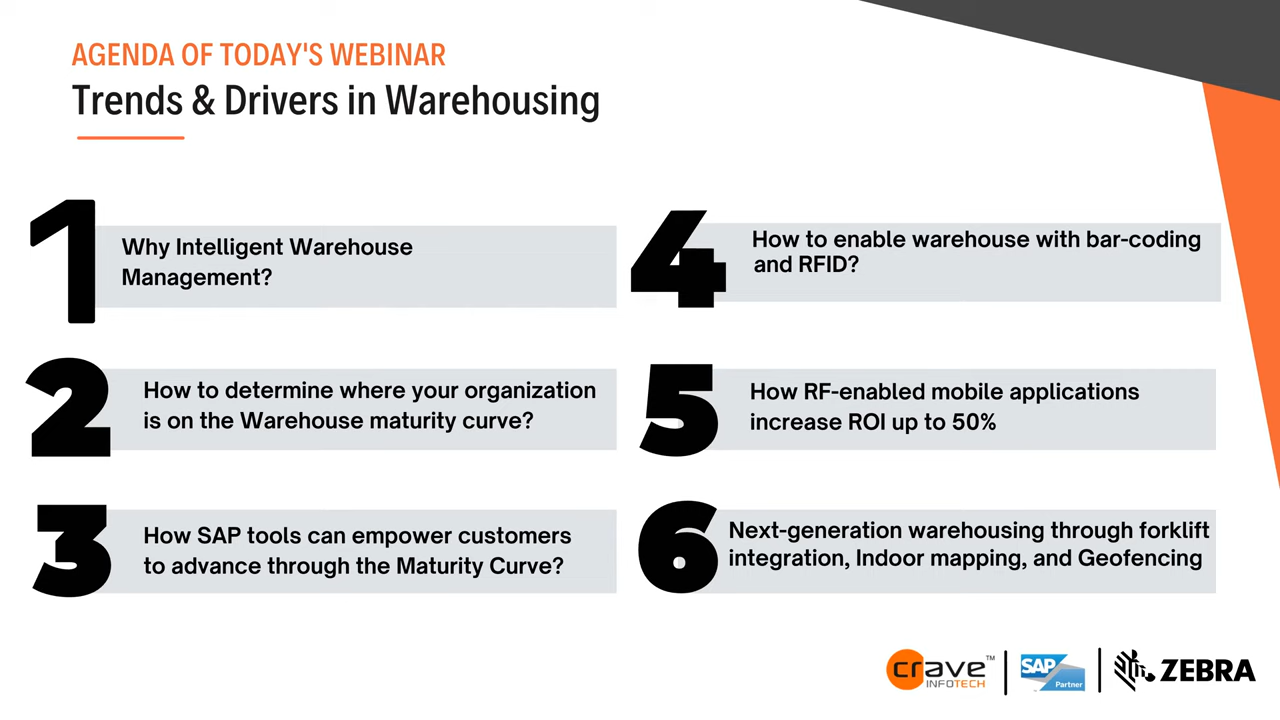 AGENDA OF TODAY'S WEBINAR
Trends & Drivers in Warehousing
1
Why Intelligent Warehouse
Management?
2
How to determine where your organization
is on the Warehouse maturity curve?
3
How SAP tools can empower customers
to advance through the Maturity Curve?
4
How to enable warehouse with bar-coding
and RFID?
5
How RF-enabled mobile applications
increase ROI up to 50%
6
Next-generation warehousing through forklift
integration, Indoor mapping, and Geofencing
crave™
INFOTECH
SAP
Partner
ZEBRA